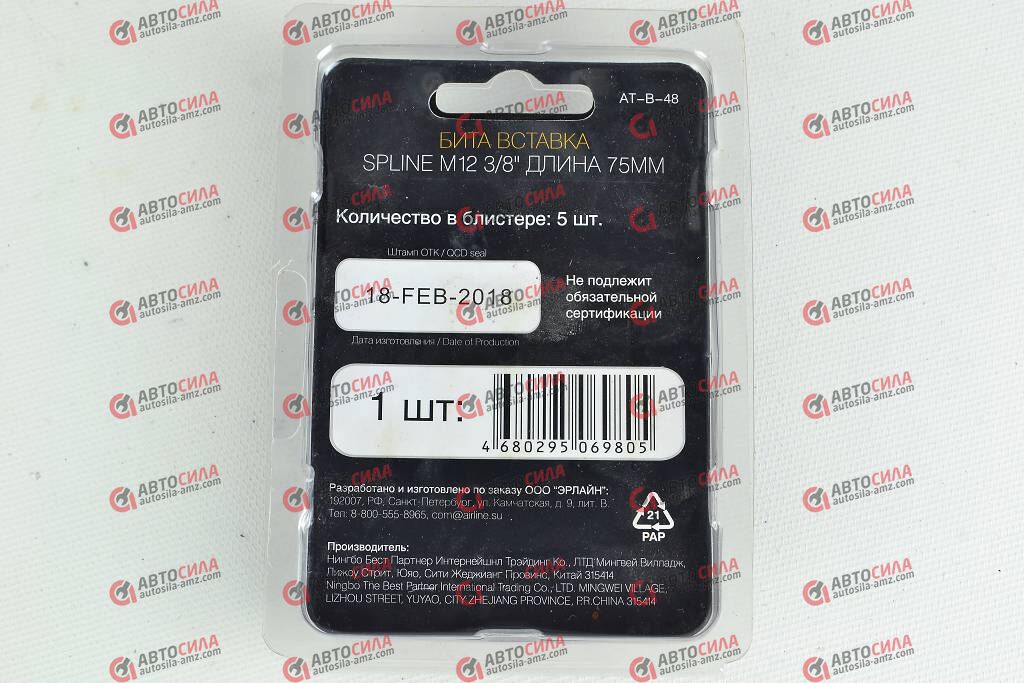 AT-B-48
БИТА ВСТАВКА
SPLINE M12 3/8" ДЛИНА 75ММ
Количество в блистере: 5 шт.
Штамп ОТК / QCD seal
18-FEB-2018
Не подлежит
обязательной
сертификации
Дата изготовления / Date of Production
1 шт:
4 680295 069805
Разработано и изготовлено по заказу ООО "ЭРЛАЙН":
192007, РФ, Санкт-Петербург, ул. Камчатская, д. 9, лит. В.
Тел: 8-800-555-8965, com@airline.su
21
PAP
Производитель:
Нингбо Бест Партнер Интернейшнл Трэйдинг Ко., ЛТД Мингвей Вилладж,
Лижоу Стрит, Юяо, Сити Жеджианг Провинс, Китай 315414
Ningbo The Best Partner International Trading Co., LTD. MINGWEI VILLAGE,
LIZHOU STREET, YUYAO, CITY ZHEJIANG PROVINCE, P.R.CHINA 315414
АВТОСИЛА
autosila-amz.com